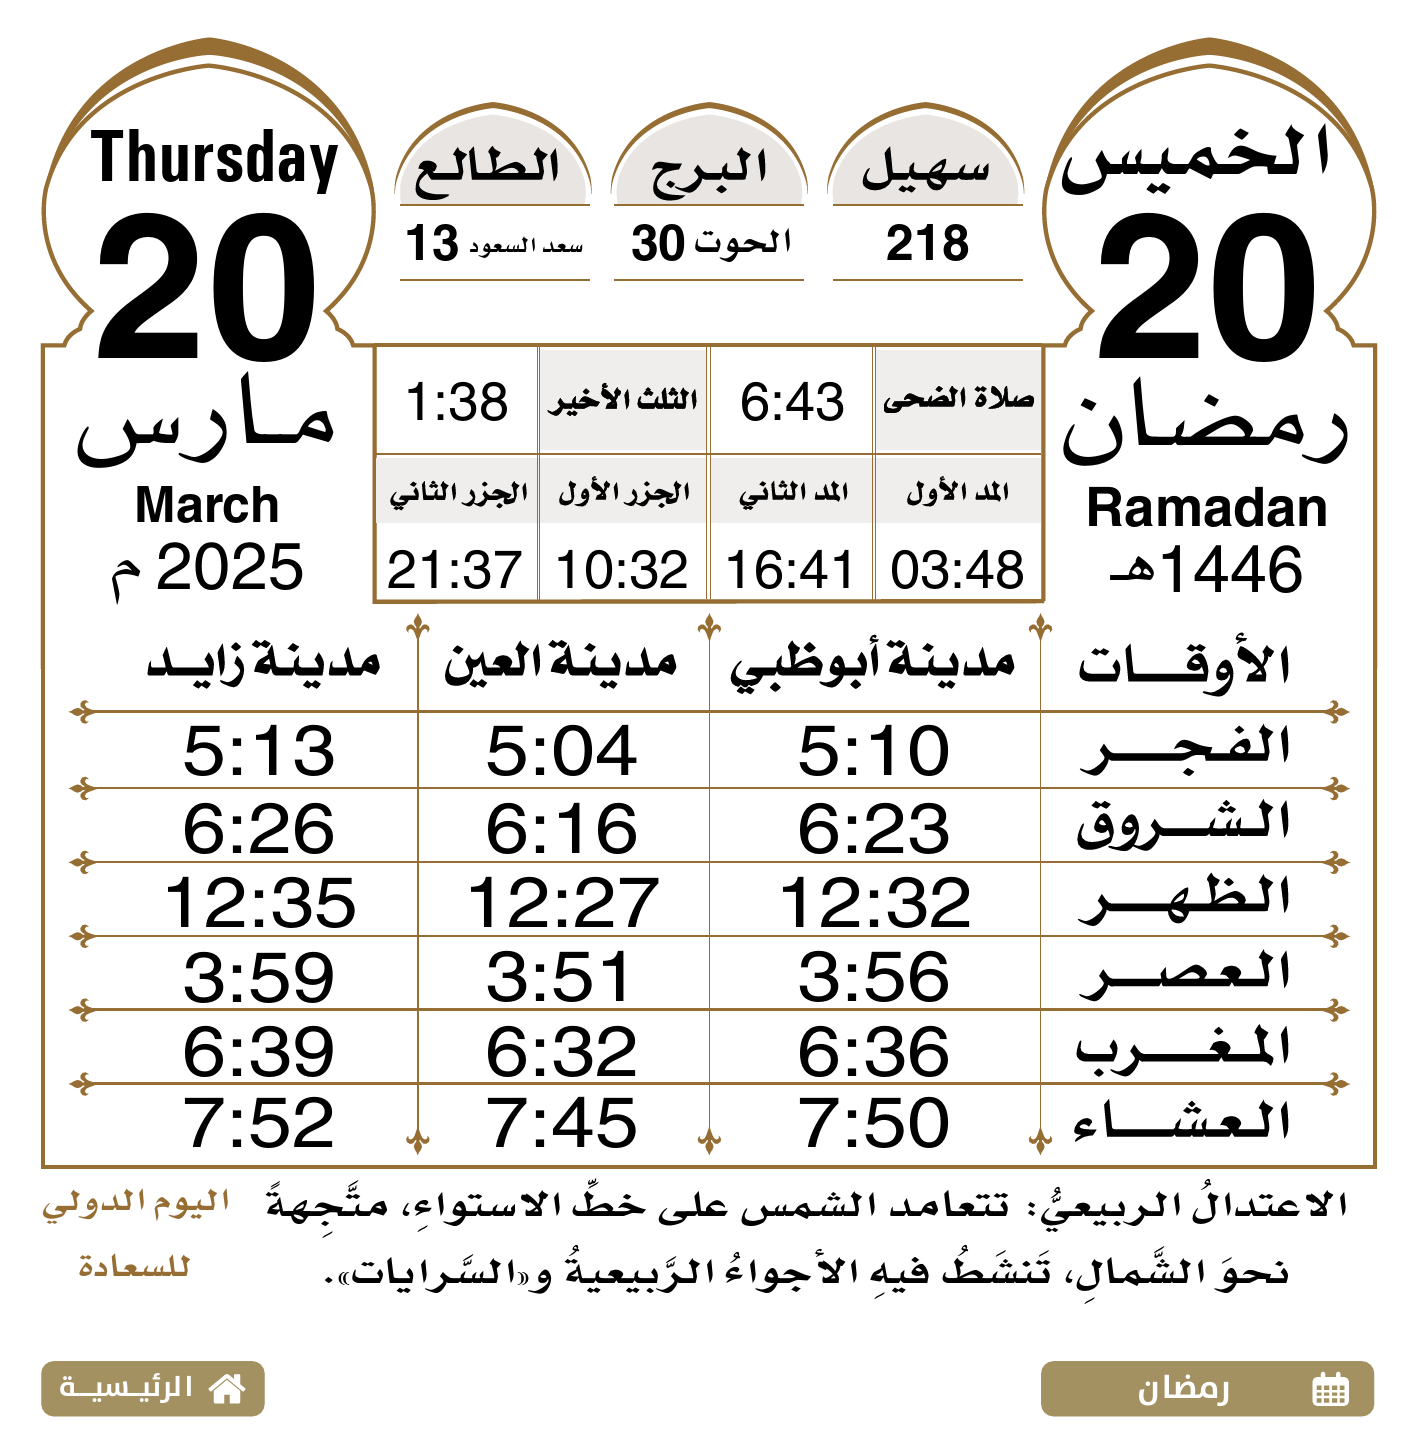 الخميس
20
رمضان
Ramadan
1446هـ
سهيل
218
البرج
الحوت 30
الطالع
سعد السعود 13
Thursday
20
مارس
March
2025 م
صلاة الضحى 6:43 الثلث الأخير 1:38
المد الأول المد الثاني الجزر الأول الجزر الثاني
03:48 16:41 10:32 21:37
الأوقات مدينة أبوظبي مدينة العين مدينة زايد
الفجر 5:10 5:04 5:13
الشروق 6:23 6:16 6:26
الظهر 12:32 12:27 12:35
العصر 3:56 3:51 3:59
المغرب 6:36 6:32 6:39
العشاء 7:50 7:45 7:52
الاعتدالُ الربيعيُّ: تتعامد الشمس على خطِّ الاستواءِ، متَّجِهةً
نحوَ الشَّمالِ، تَنشَطُ فيهِ الأجواءُ الرَّبيعيةُ و«السَّرايات».
اليوم الدولي
للسعادة
رمضان
الرئيسية